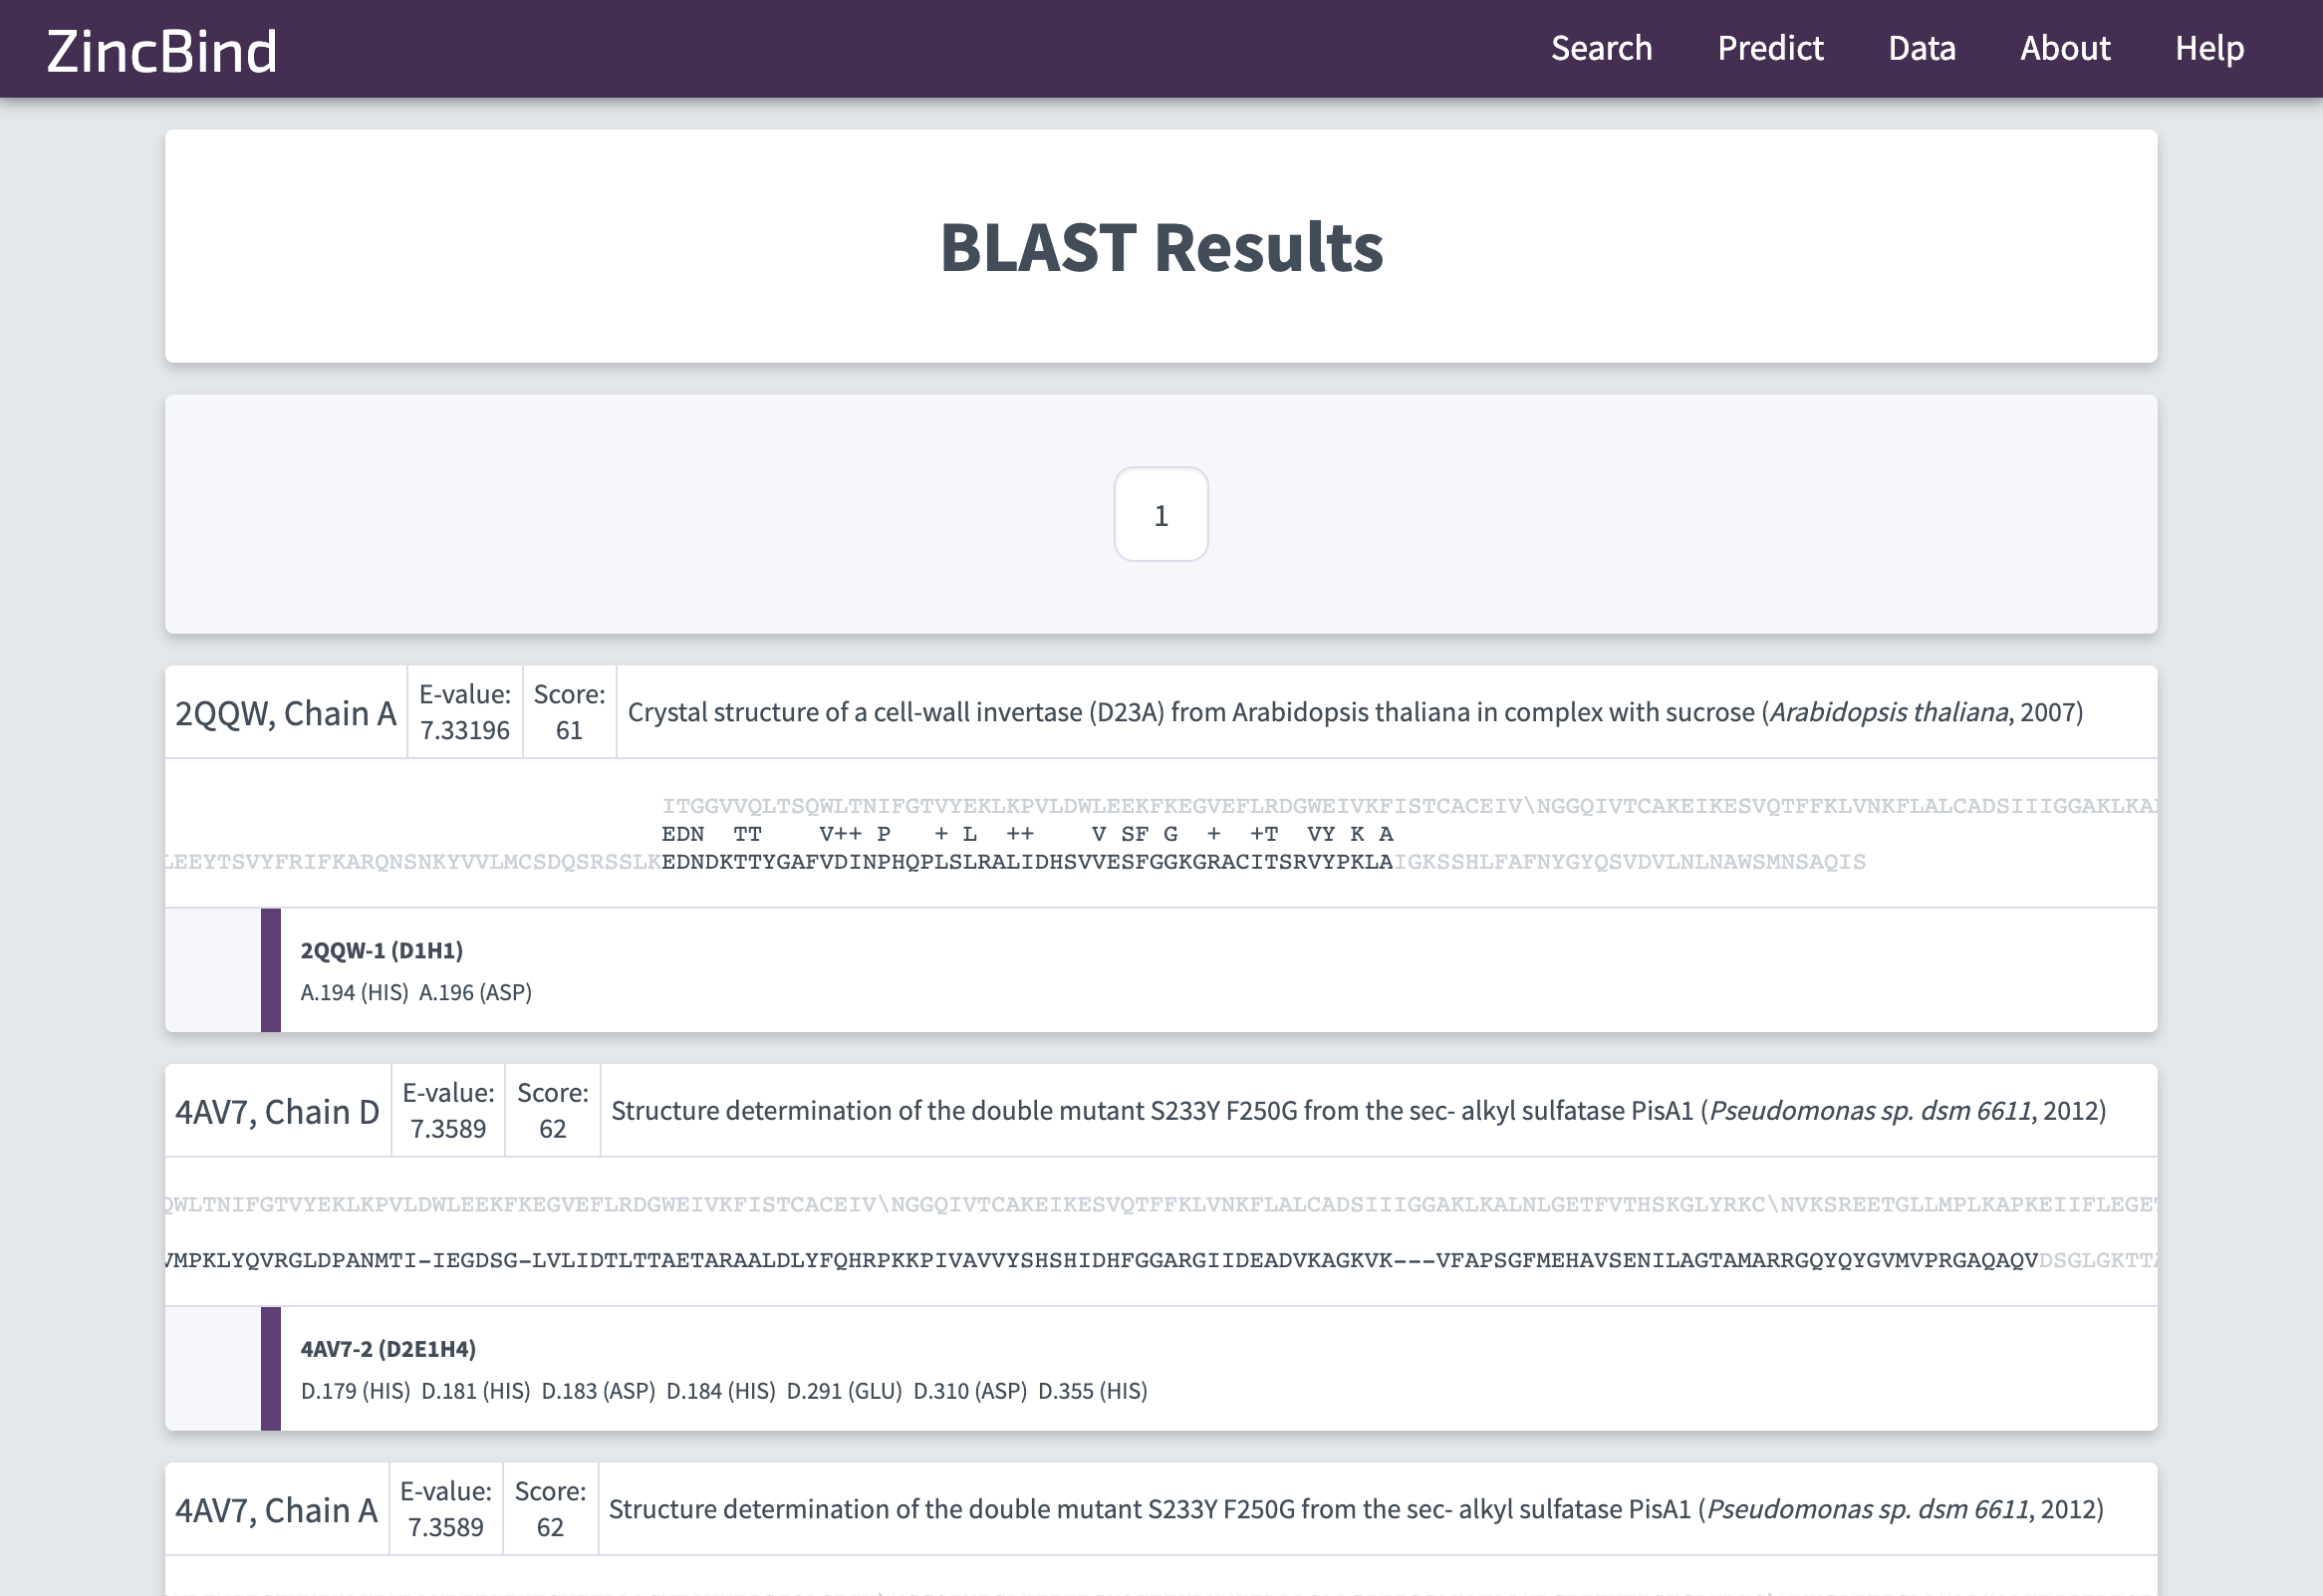 ZincBind
Search Predict Data About Help
BLAST Results
1
2QQW, Chain A
E-value: 7.33196
Score: 61
Crystal structure of a cell-wall invertase (D23A) from Arabidopsis thaliana in complex with sucrose (Arabidopsis thaliana, 2007)
ITGGVVQLTSQWLTNIFGTVYEKLKPVLDWLEEKFKEGVEFLRDGWEIVKFISTCACEIV\NGGQIVTCAKEIKESVQTFFKLVNKFLALCADSIIIGGAKLKAL
EDN  TT    V++ P   + L  ++    V SF G  +  +T  VY K A
LEEYTSVYFRIFKARQNSNKYVVLMCSDQSRSSLKEDNDKTTYGAFVDINPHQPLSLRALIDHSVVESFGGKGRACITSRVYPKLAIGKSSHLFAFNYGYQSVDVLNLNAWSMNSAQIS
2QQW-1 (D1H1)
A.194 (HIS) A.196 (ASP)
4AV7, Chain D
E-value: 7.3589
Score: 62
Structure determination of the double mutant S233Y F250G from the sec- alkyl sulfatase PisA1 (Pseudomonas sp. dsm 6611, 2012)
QWLTNIFGTVYEKLKPVLDWLEEKFKEGVEFLRDGWEIVKFISTCACEIV\NGGQIVTCAKEIKESVQTFFKLVNKFLALCADSIIIGGAKLKALNLGETFVTHSKGLYRKC\NVKSREETGLLMPLKAPKEIIFLEGET
VMPKLYQVRGLDPANMTI-IEGDSG-LVLIDTLTTAETARAALDLYFQHRPKKPIVAVVYSHSHIDHFGGARGIIDEADVKAGKVK---VFAPSGFMEHAVSENILAGTAMARRGQYQYGVMVPRGAQAQVDSGLGKTTA
4AV7-2 (D2E1H4)
D.179 (HIS) D.181 (HIS) D.183 (ASP) D.184 (HIS) D.291 (GLU) D.310 (ASP) D.355 (HIS)
4AV7, Chain A
E-value: 7.3589
Score: 62
Structure determination of the double mutant S233Y F250G from the sec- alkyl sulfatase PisA1 (Pseudomonas sp. dsm 6611, 2012)